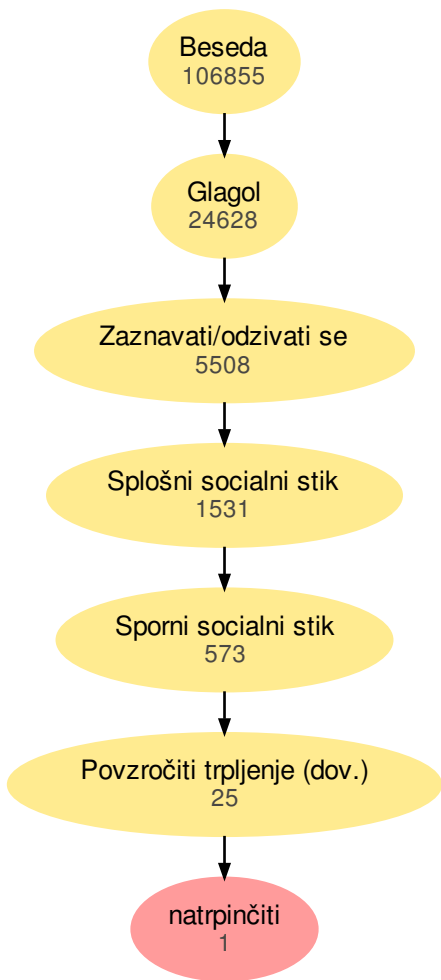 Beseda
106855
Glagol
24628
Zaznavati/odzivati se
5508
Splošni socialni stik
1531
Sporni socialni stik
573
Povzročiti trpljenje (dov.)
25
natrpinčiti
1